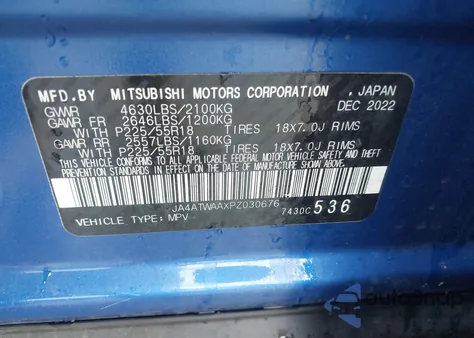 MFD.BY MITSUBISHI MOTORS CORPORATION , JAPAN
GVWR 4630LBS/2100KG DEC 2022
GAWR FR 2646LBS/1200KG
WITH P225/55R18 TIRES 18X7.0J RIMS
GAWR RR 2557LBS/1160KG
WITH P225/55R18 TIRES 18X7.0J RIMS
THIS VEHICLE CONFORMS TO ALL APPLICABLE FEDERAL MOTOR VEHICLE SAFETY, BUMPER, AND THEFT
PREVENTION STANDARDS IN EFFECT ON THE DATE OF MANUFACTURE SHOWN ABOVE.
JA4ATWAAXPZ030676 7430C 536
VEHICLE TYPE: MPV
autosnap